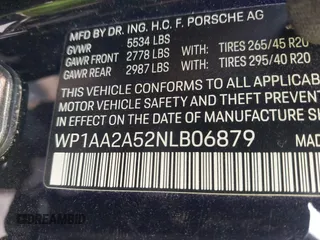 MFD BY DR. ING. H.C. F. PORSCHE AG
GVWR 5534 LBS
GAWR FRONT 2778 LBS WITH: TIRES 265/45 R20
GAWR REAR 2987 LBS WITH: TIRES 295/40 R20
THIS VEHICLE CONFORMS TO ALL APPLICABLE
MOTOR VEHICLE SAFETY AND THEFT PREVENT
IN EFFECT ON THE DATE OF MANUFACTURE SH
WP1AA2A52NLB06879
MAD
DREAMBID